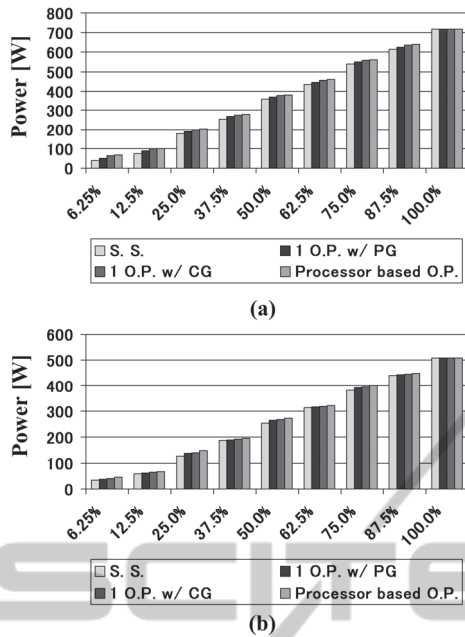 800
700
600
500
400
300
200
100
0
Power [W]
6.25%
12.5%
25.0%
37.5%
50.0%
62.5%
75.0%
87.5%
100.0%
S. S.
1 O.P. w/ PG
1 O.P. w/ CG
Processor based O.P.
(a)
600
500
400
300
200
100
0
Power [W]
6.25%
12.5%
25.0%
37.5%
50.0%
62.5%
75.0%
87.5%
100.0%
S. S.
1 O.P. w/ PG
1 O.P. w/ CG
Processor based O.P.
(b)